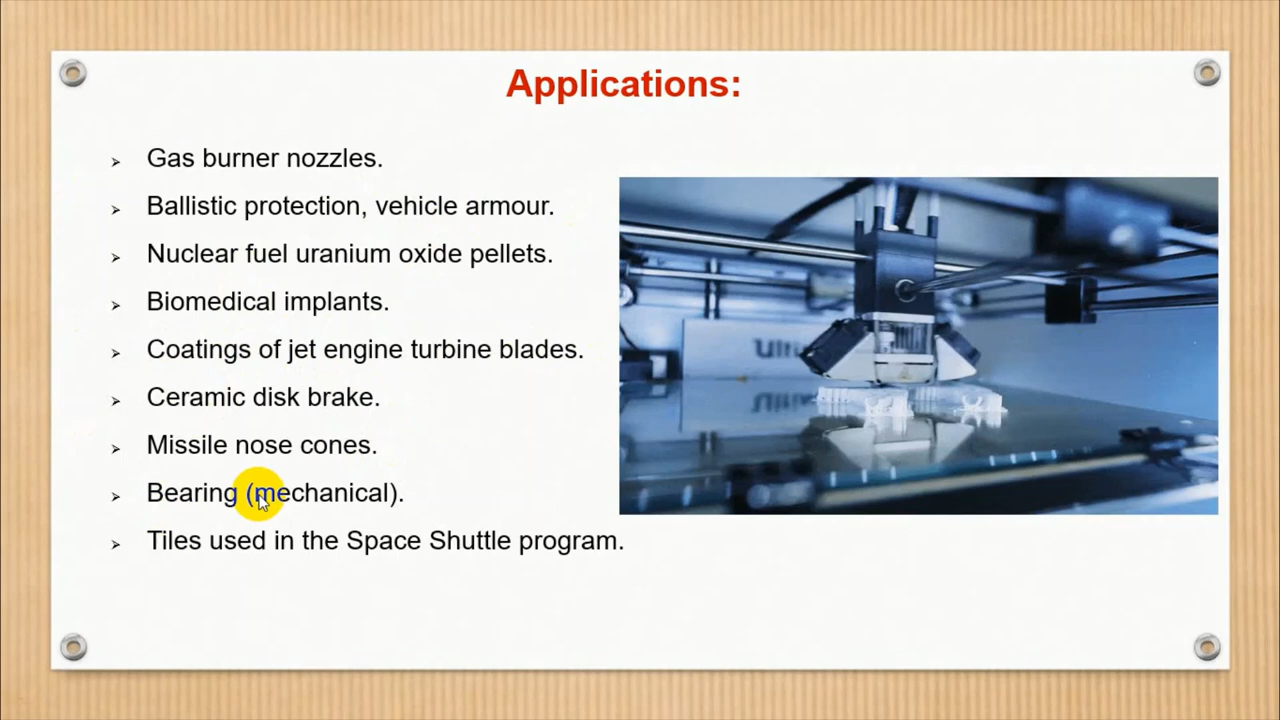 Applications:
Gas burner nozzles.
Ballistic protection, vehicle armour.
Nuclear fuel uranium oxide pellets.
Biomedical implants.
Coatings of jet engine turbine blades.
Ceramic disk brake.
Missile nose cones.
Bearing (mechanical).
Tiles used in the Space Shuttle program.